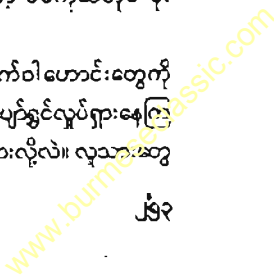 က်ဝါဟောင်းတွေကို
ပျော်ရွှင်လှုပ်ရှားနေကြ
ားလို့လဲ။ လူသားတွေ
၂၅၃
www.burmeseclassic.com